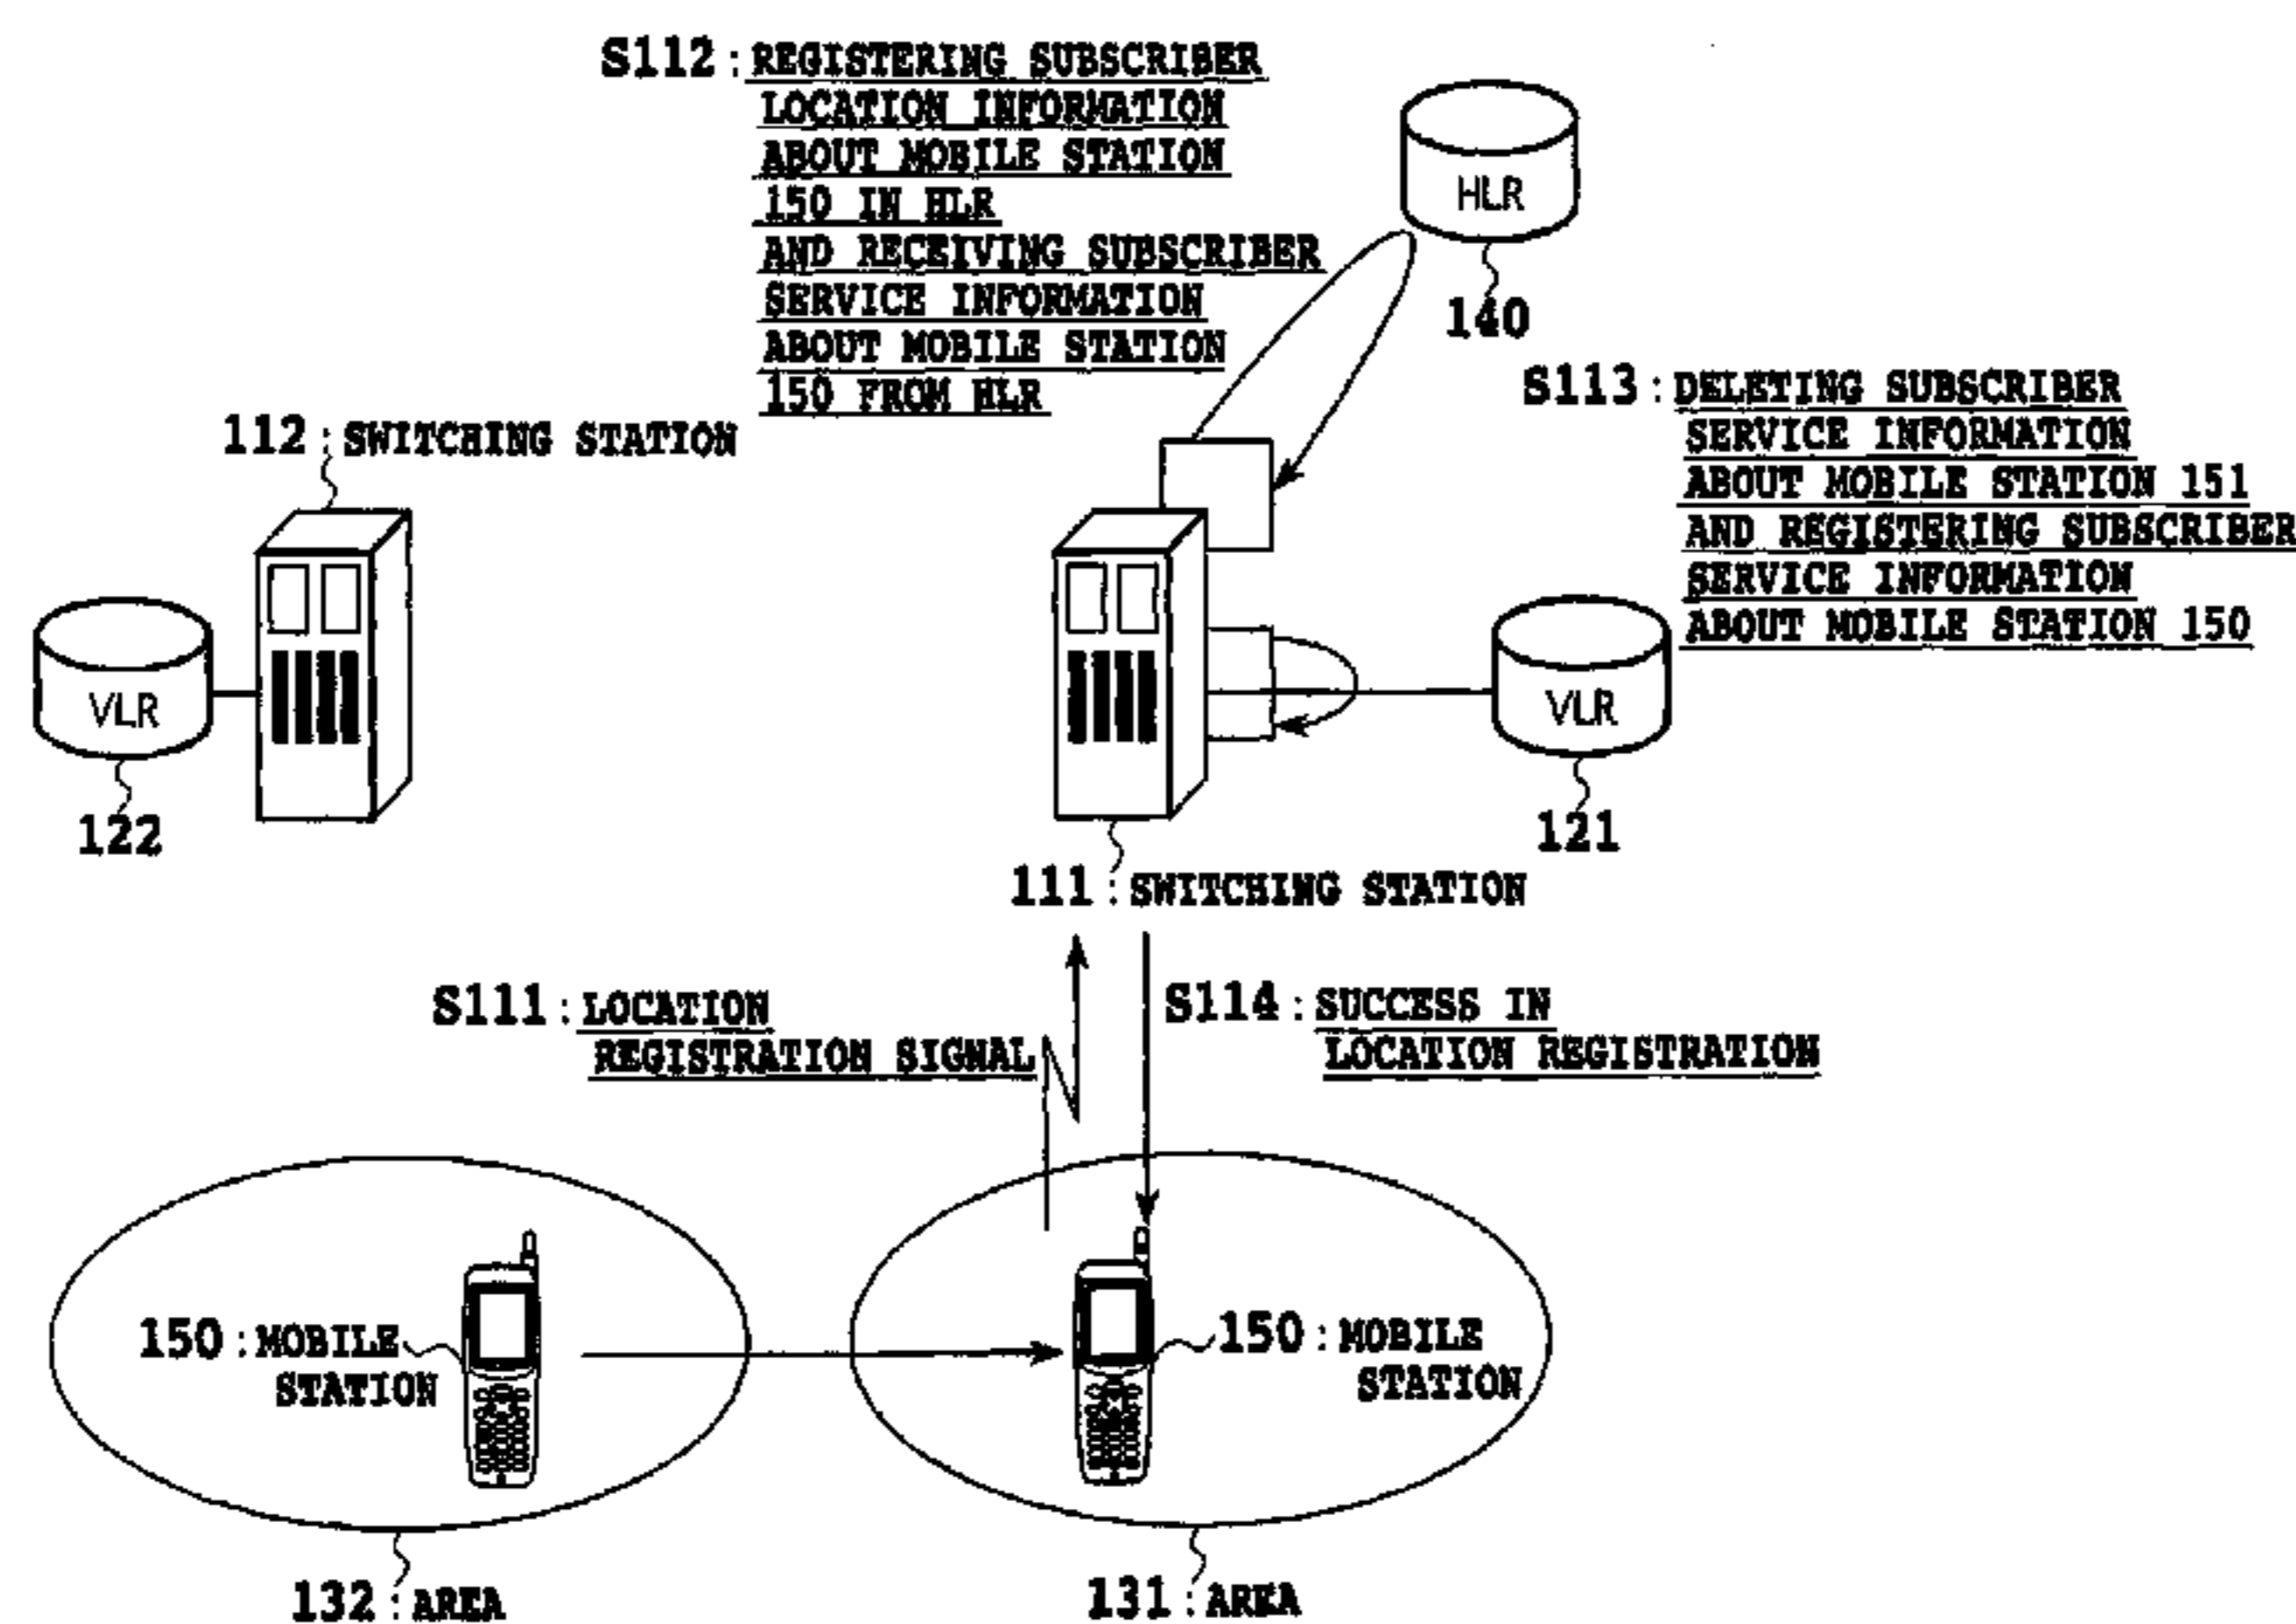 S112 : REGISTERING SUBSCRIBER
LOCATION INFORMATION
ABOUT MOBILE STATION
150 IN HLR
AND RECEIVING SUBSCRIBER
SERVICE INFORMATION
ABOUT MOBILE STATION
150 FROM HLR
HLR
140
S113 : DELETING SUBSCRIBER
SERVICE INFORMATION
ABOUT MOBILE STATION 151
AND REGISTERING SUBSCRIBER
SERVICE INFORMATION
ABOUT MOBILE STATION 150
112 : SWITCHING STATION
VLR
122
VLR
121
111 : SWITCHING STATION
S111 : LOCATION
REGISTRATION SIGNAL
S114 : SUCCESS IN
LOCATION REGISTRATION
150 : MOBILE
STATION
150 : MOBILE
STATION
132 : AREA
131 : AREA